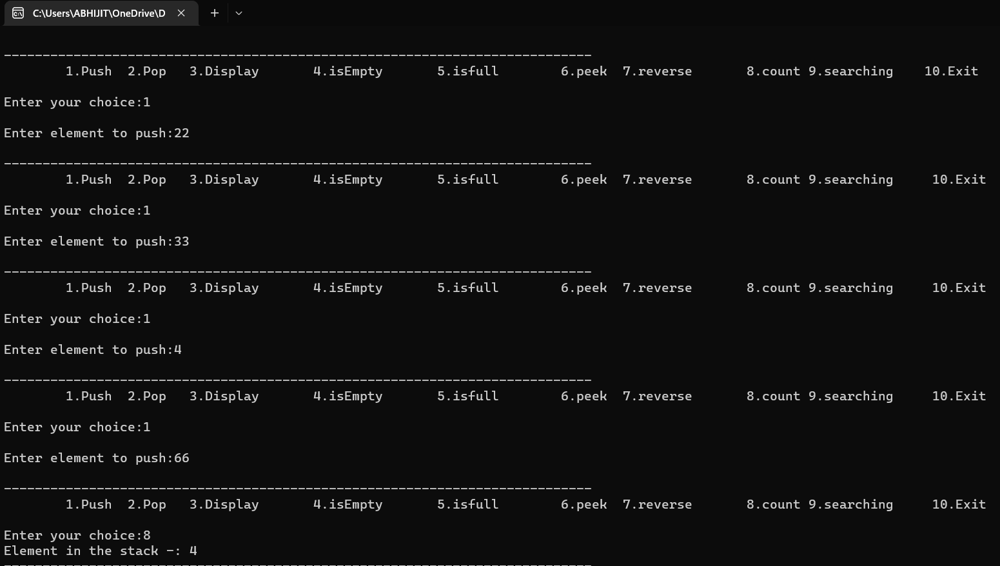 C:\Users\ABHIJIT\OneDrive\D
----------------------------------------------------------------------------
1.Push  2.Pop   3.Display       4.isEmpty       5.isfull        6.peek  7.reverse       8.count 9.searching    10.Exit
Enter your choice:1
Enter element to push:22
----------------------------------------------------------------------------
1.Push  2.Pop   3.Display       4.isEmpty       5.isfull        6.peek  7.reverse       8.count 9.searching     10.Exit
Enter your choice:1
Enter element to push:33
----------------------------------------------------------------------------
1.Push  2.Pop   3.Display       4.isEmpty       5.isfull        6.peek  7.reverse       8.count 9.searching     10.Exit
Enter your choice:1
Enter element to push:4
----------------------------------------------------------------------------
1.Push  2.Pop   3.Display       4.isEmpty       5.isfull        6.peek  7.reverse       8.count 9.searching     10.Exit
Enter your choice:1
Enter element to push:66
----------------------------------------------------------------------------
1.Push  2.Pop   3.Display       4.isEmpty       5.isfull        6.peek  7.reverse       8.count 9.searching     10.Exit
Enter your choice:8
Element in the stack -: 4
----------------------------------------------------------------------------